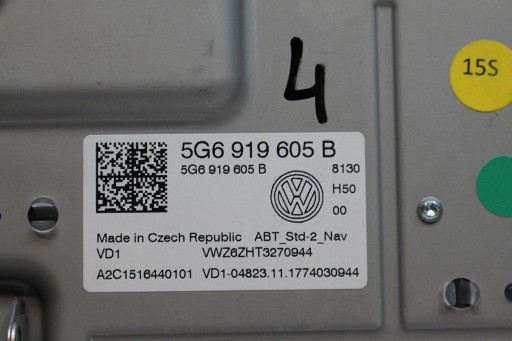 4
15S
5G6 919 605 B
5G6 919 605 B 8130
H50
00
Made in Czech Republic ABT_Std-2_Nav
VD1 VWZ6ZHT3270944
A2C1516440101 VD1-04823.11.1774030944